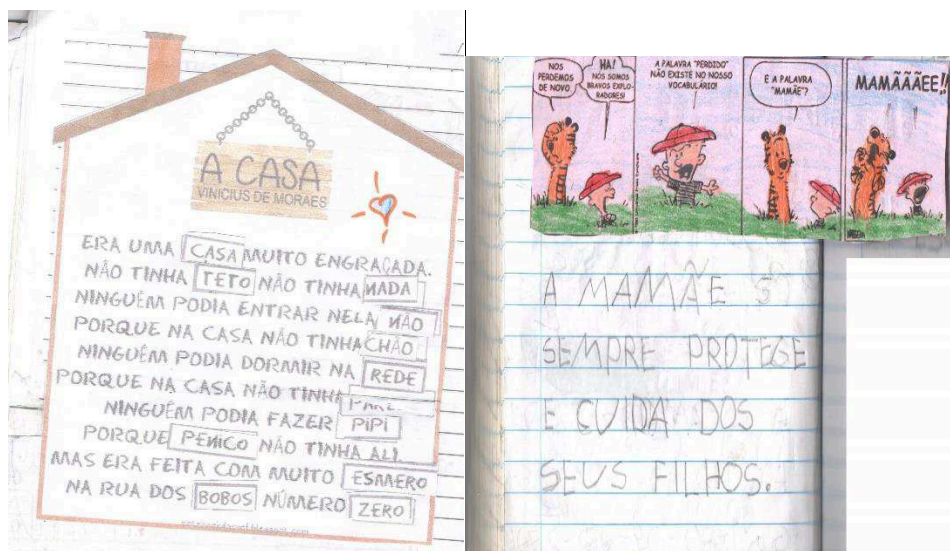 A CASA
VINICIUS DE MORAES
ERA UMA CASA MUITO ENGRAÇADA.
NÃO TINHA TETO NÃO TINHA NADA
NINGUÉM PODIA ENTRAR NELA NÃO
PORQUE NA CASA NÃO TINHA CHÃO
NINGUÉM PODIA DORMIR NA REDE
PORQUE NA CASA NÃO TINHA
NINGUÉM PODIA FAZER PIPI
PORQUE PENICO NÃO TINHA ALI.
MAS ERA FEITA COM MUITO ESMERO
NA RUA DOS BOBOS NÚMERO ZERO
NOS
PERDEMOS
DE NOVO
HA!
NÓS SOMOS
BRAVOS EXPLO-
RADORES!
A PALAVRA "PERDIDO"
NÃO EXISTE NO NOSSO
VOCABULÁRIO!
E A PALAVRA
"MAMÃE"?
MAMÃÃÃEE!!
A MAMÃE
SEMPRE PROTEGE
E CUIDA DOS
SEUS FILHOS.